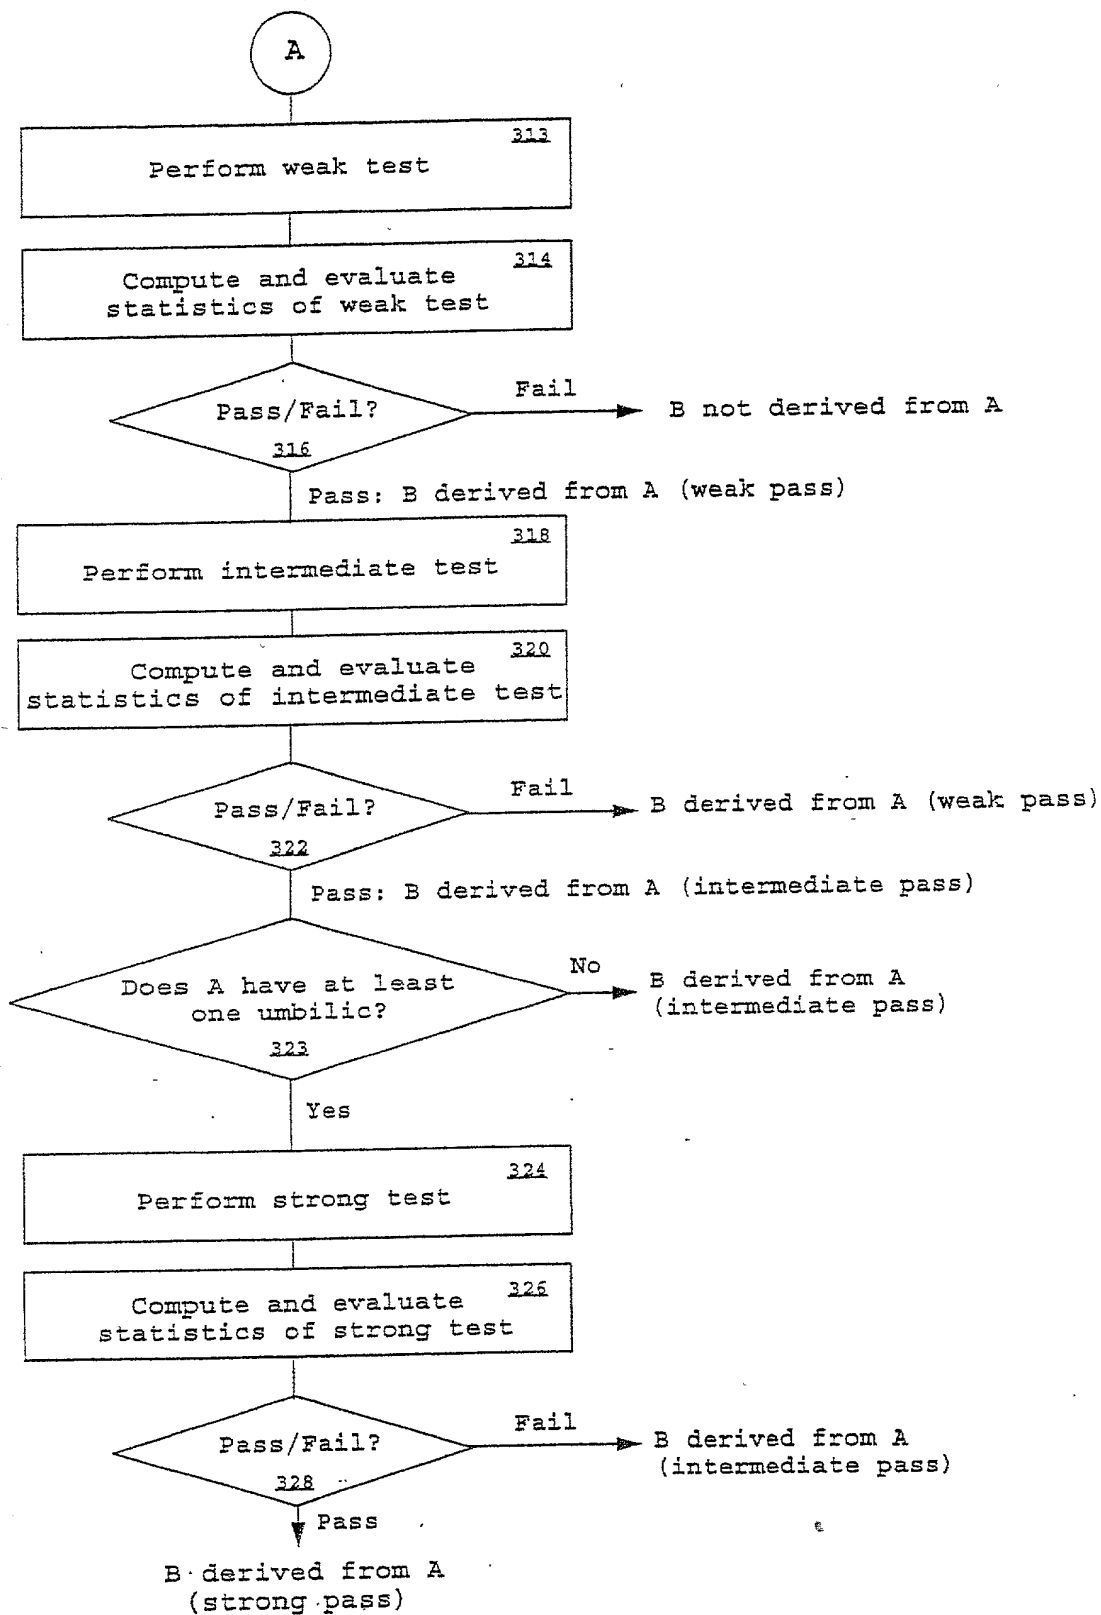 A
313
Perform weak test
314
Compute and evaluate
statistics of weak test
Pass/Fail?
316
Fail
B not derived from A
Pass: B derived from A (weak pass)
318
Perform intermediate test
320
Compute and evaluate
statistics of intermediate test
Pass/Fail?
322
Fail
B derived from A (weak pass)
Pass: B derived from A (intermediate pass)
Does A have at least
one umbilic?
323
No
B derived from A
(intermediate pass)
Yes
324
Perform strong test
326
Compute and evaluate
statistics of strong test
Pass/Fail?
328
Fail
B derived from A
(intermediate pass)
Pass
B derived from A
(strong pass)